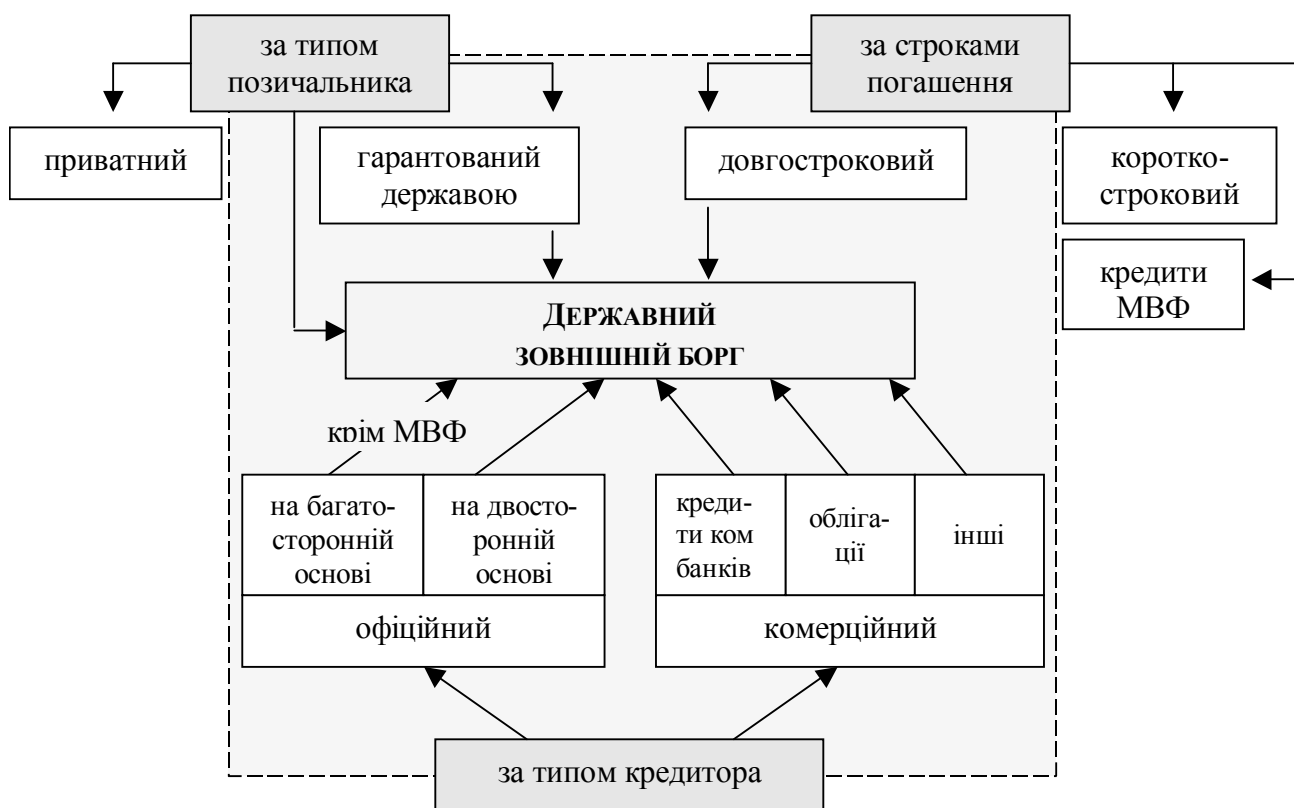 за типом
позичальника
за строками
погашення
приватний
гарантований
державою
довгостроковий
коротко-
строковий
кредити
МВФ
ДЕРЖАВНИЙ
ЗОВНІШНІЙ БОРГ
крім МВФ
на багато-
сторонній
основі
на двосто-
ронній
основі
креди-
ти ком
банків
обліга-
ції
інші
офіційний
комерційний
за типом кредитора